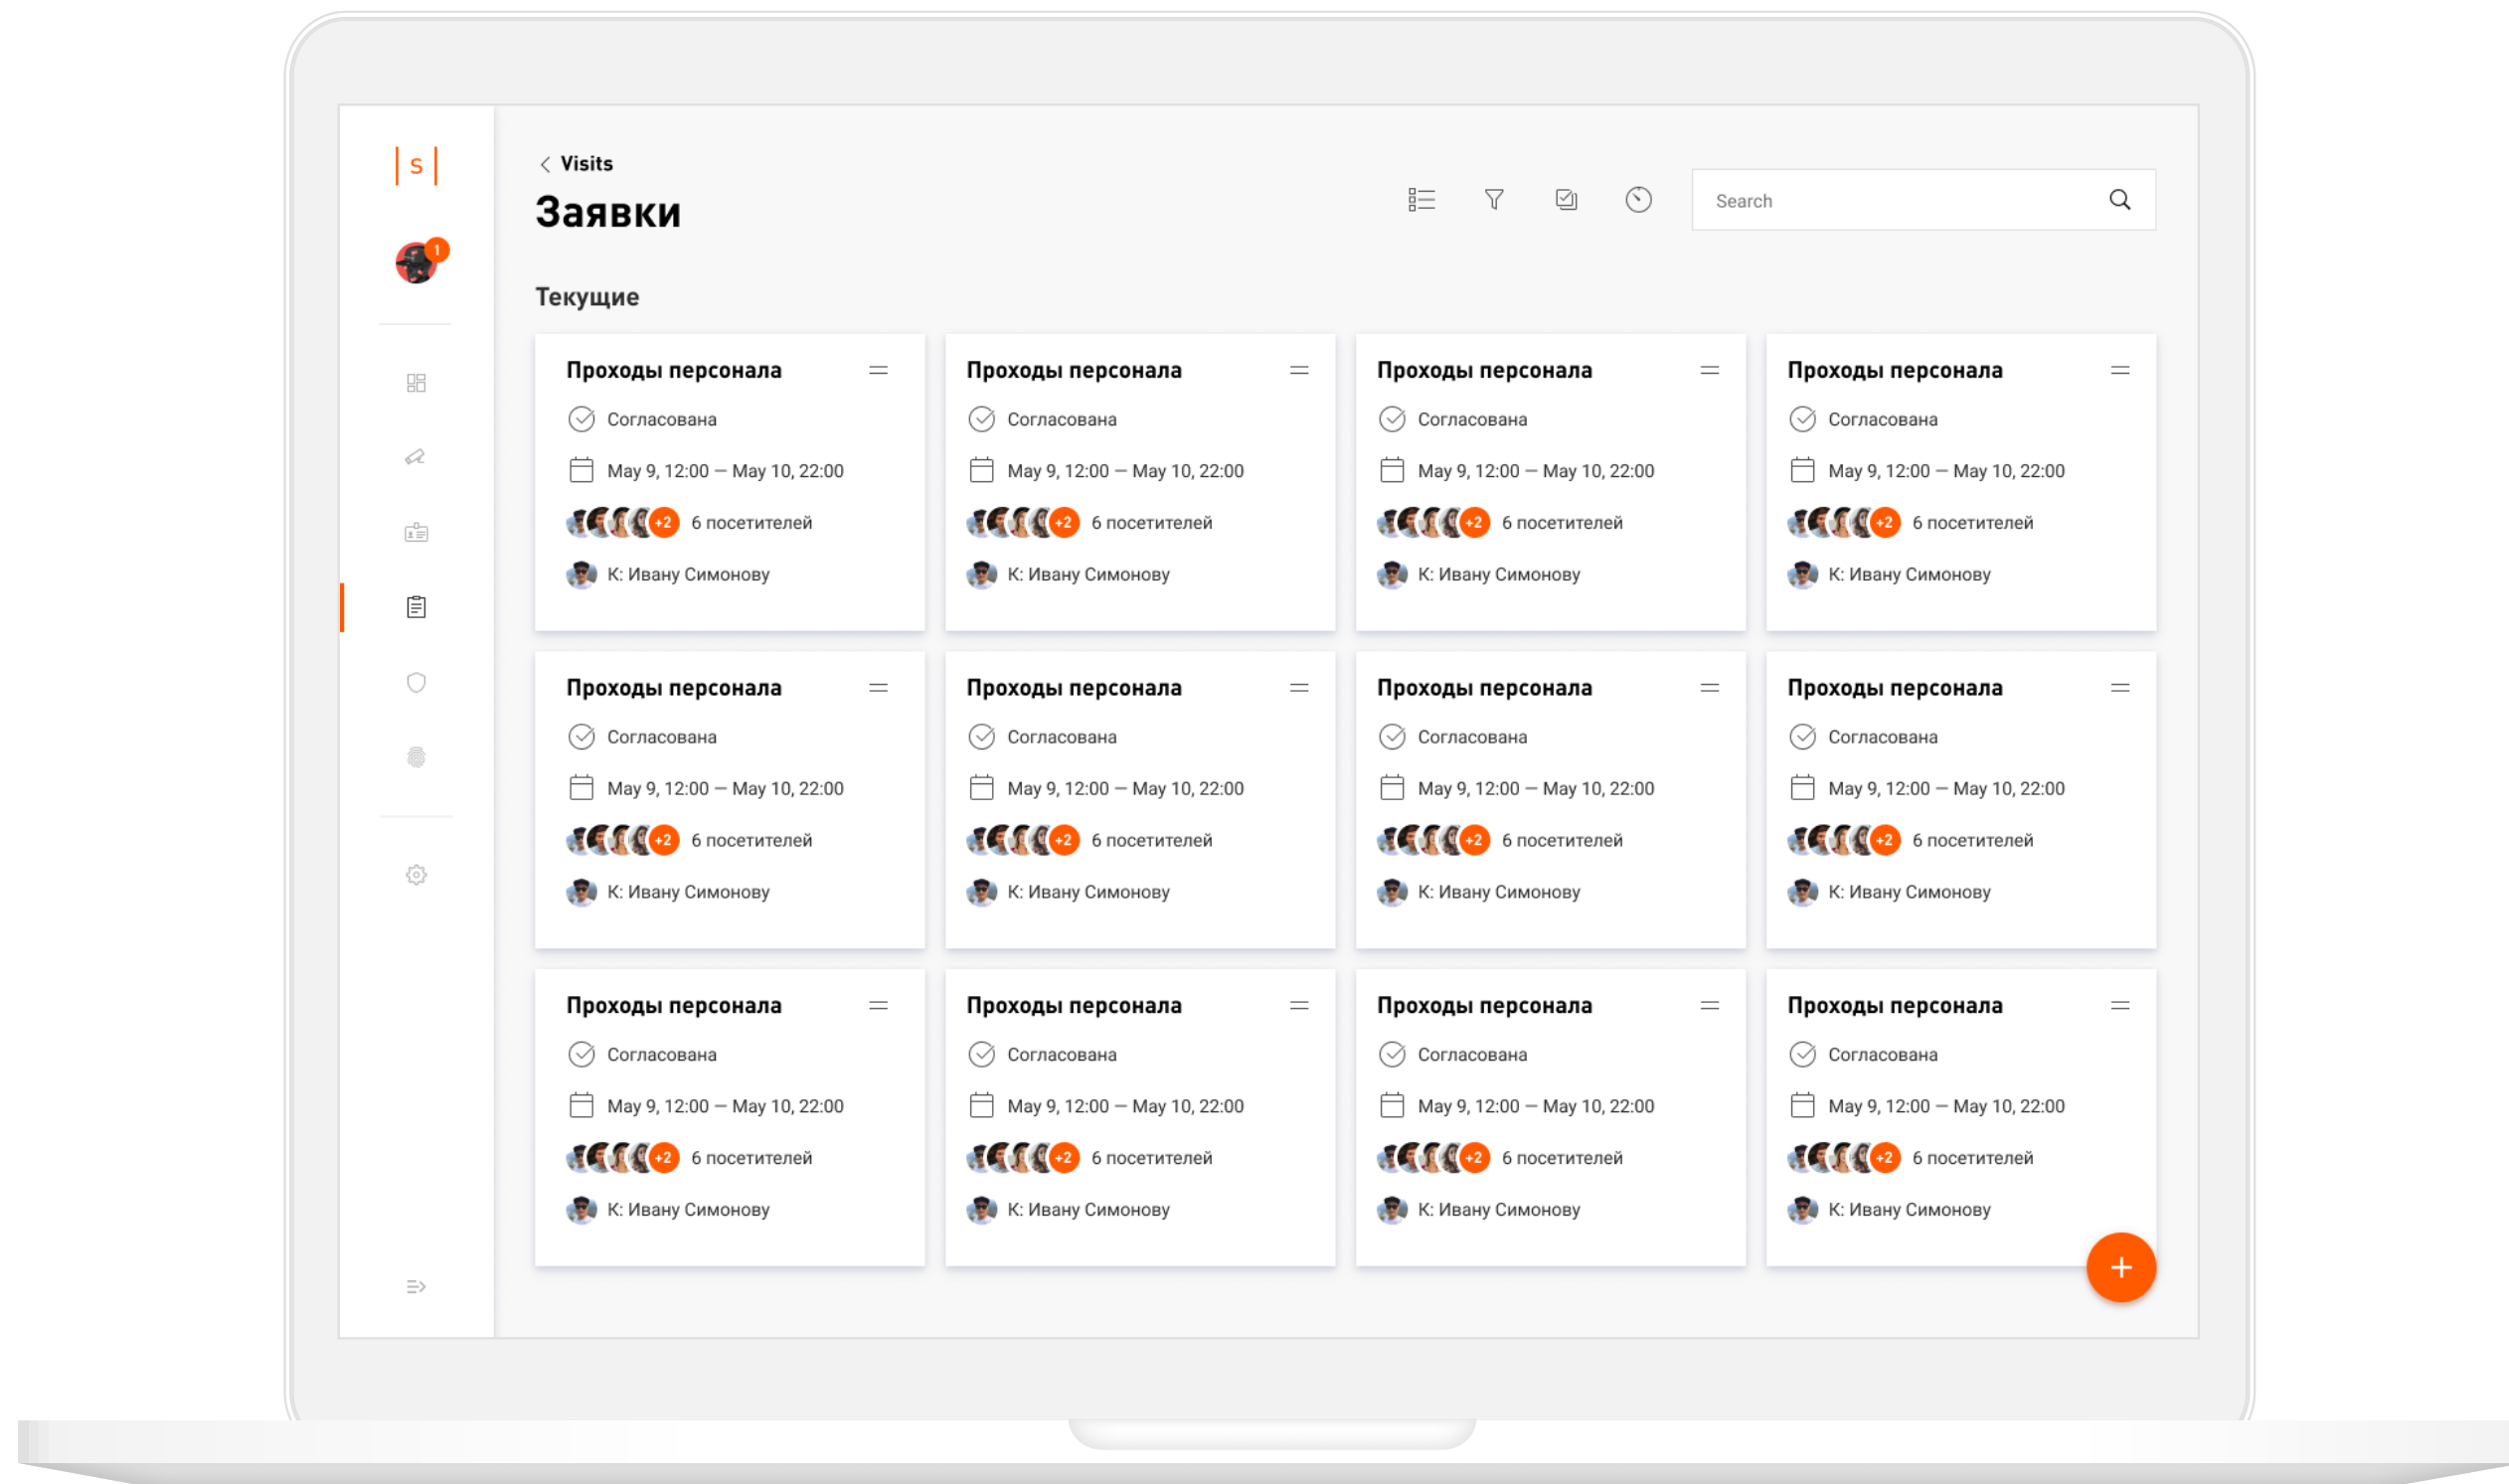 s
1
Visits
Заявки
Search
Текущие
Проходы персонала
Согласована
May 9, 12:00 — May 10, 22:00
+2 6 посетителей
К: Ивану Симонову
Проходы персонала
Согласована
May 9, 12:00 — May 10, 22:00
+2 6 посетителей
К: Ивану Симонову
Проходы персонала
Согласована
May 9, 12:00 — May 10, 22:00
+2 6 посетителей
К: Ивану Симонову
Проходы персонала
Согласована
May 9, 12:00 — May 10, 22:00
+2 6 посетителей
К: Ивану Симонову
Проходы персонала
Согласована
May 9, 12:00 — May 10, 22:00
+2 6 посетителей
К: Ивану Симонову
Проходы персонала
Согласована
May 9, 12:00 — May 10, 22:00
+2 6 посетителей
К: Ивану Симонову
Проходы персонала
Согласована
May 9, 12:00 — May 10, 22:00
+2 6 посетителей
К: Ивану Симонову
Проходы персонала
Согласована
May 9, 12:00 — May 10, 22:00
+2 6 посетителей
К: Ивану Симонову
Проходы персонала
Согласована
May 9, 12:00 — May 10, 22:00
+2 6 посетителей
К: Ивану Симонову
Проходы персонала
Согласована
May 9, 12:00 — May 10, 22:00
+2 6 посетителей
К: Ивану Симонову
Проходы персонала
Согласована
May 9, 12:00 — May 10, 22:00
+2 6 посетителей
К: Ивану Симонову
Проходы персонала
Согласована
May 9, 12:00 — May 10, 22:00
+2 6 посетителей
К: Ивану Симонову